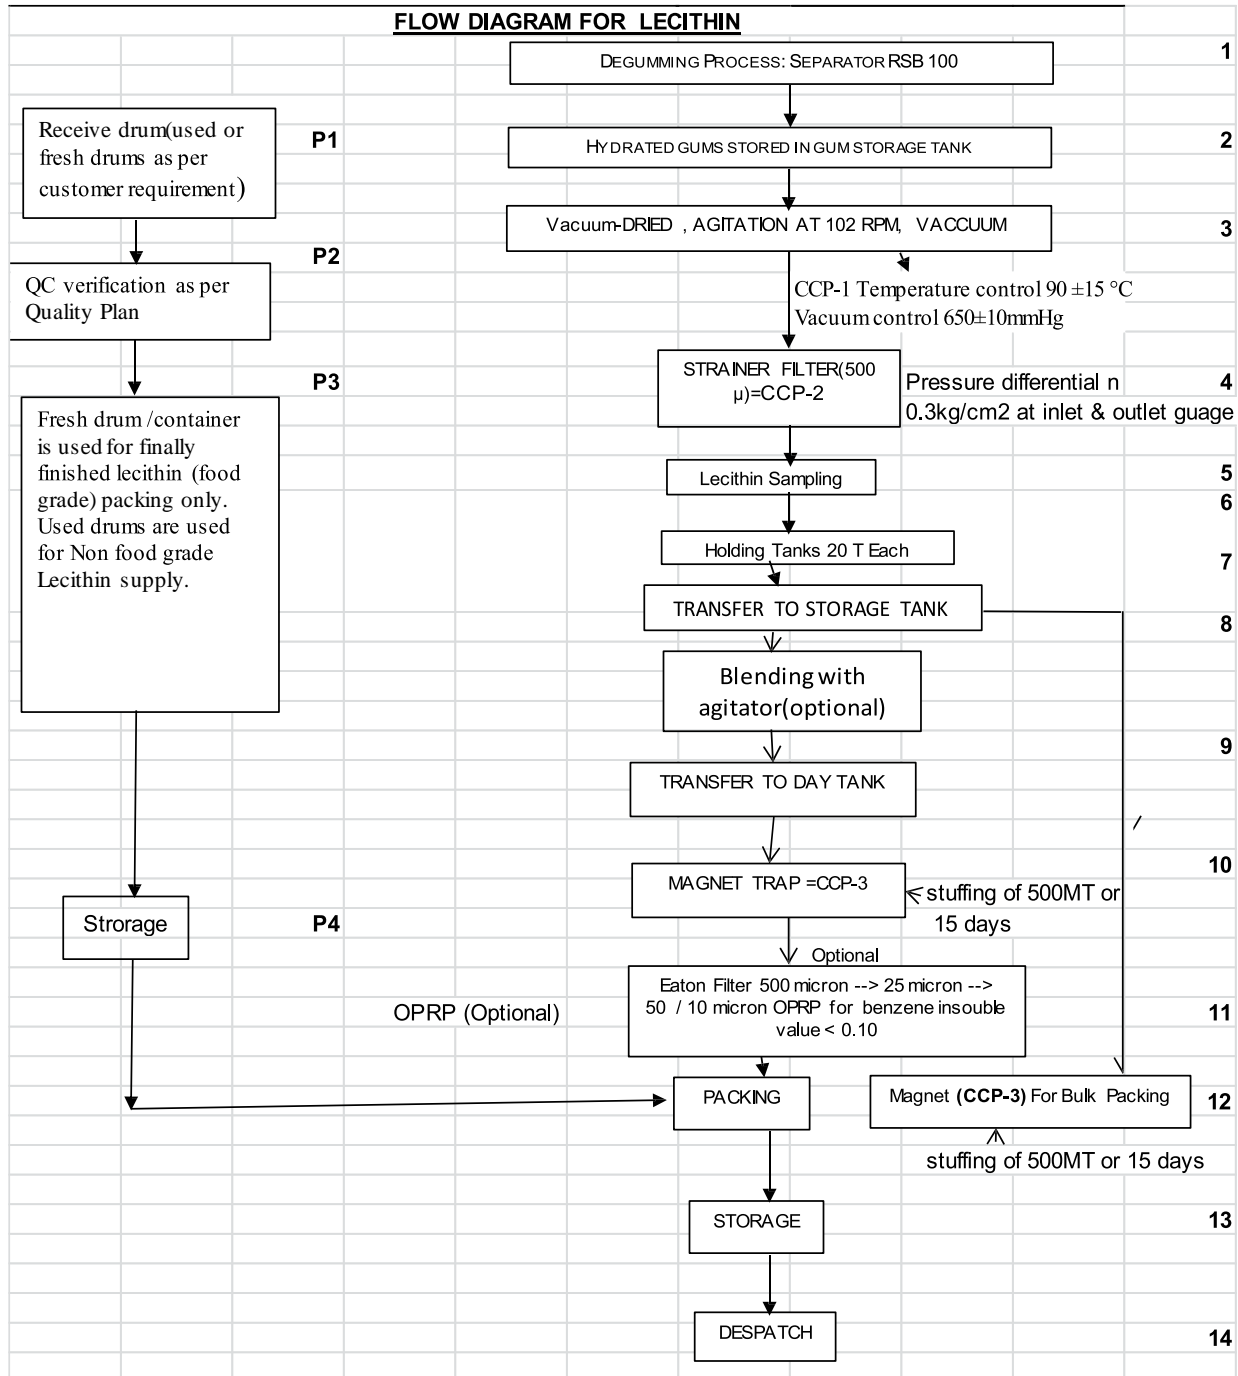 FLOW DIAGRAM FOR LECITHIN
DEGUMMING PROCESS: SEPARATOR RSB 100
1
Receive drum(used or
fresh drums as per
customer requirement)
P1
HYDRATED GUMS STORED IN GUM STORAGE TANK
2
Vacuum-DRIED , AGITATION AT 102 RPM, VACCUUM
3
P2
QC verification as per
Quality Plan
CCP-1 Temperature control 90 ±15 °C
Vacuum control 650±10mmHg
P3
STRAINER FILTER(500
µ)=CCP-2
Pressure differential n
0.3kg/cm2 at inlet & outlet guage
4
Fresh drum /container
is used for finally
finished lecithin (food
grade) packing only.
Used drums are used
for Non food grade
Lecithin supply.
Lecithin Sampling
5
6
Holding Tanks 20 T Each
7
TRANSFER TO STORAGE TANK
8
Blending with
agitator(optional)
9
TRANSFER TO DAY TANK
10
MAGNET TRAP =CCP-3
stuffing of 500MT or
15 days
Strorage
P4
Optional
Eaton Filter 500 micron --> 25 micron -->
50 / 10 micron OPRP for benzene insouble
value < 0.10
OPRP (Optional)
11
PACKING
Magnet (CCP-3) For Bulk Packing
12
stuffing of 500MT or 15 days
STORAGE
13
DESPATCH
14